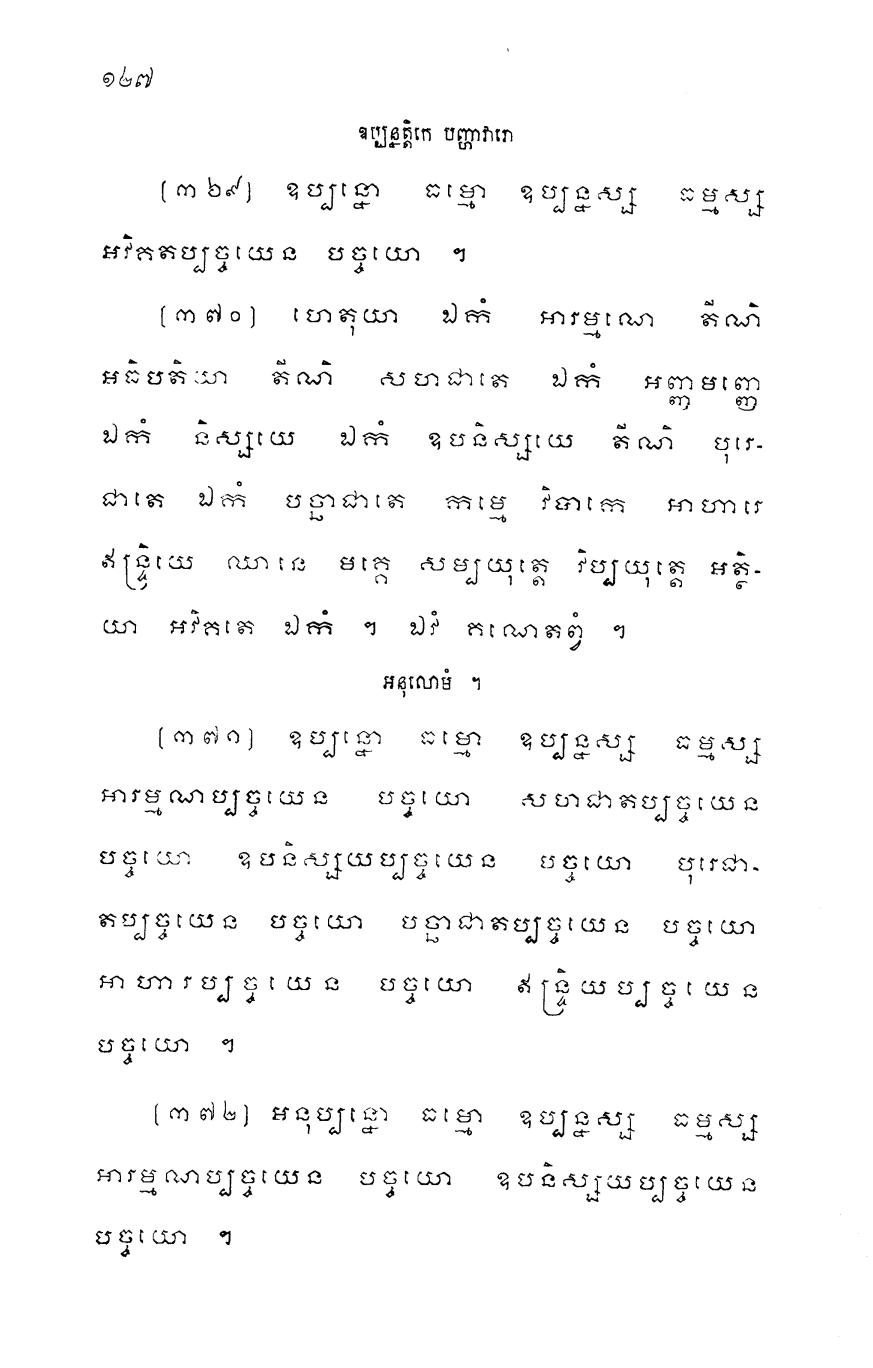 ១២៧
ឧប្បន្នត្តិកេ បញ្ហាវារោ
[៣៦៩] ឧប្បន្នោ ធម្មោ ឧប្បន្នស្ស ធម្មស្ស
អវិគតប្បច្ចយេន បច្ចយោ ។
[៣៧០] ហេតុយា ឯកំ អារម្មណេ តីណិ
អធិបតិយា តីណិ សហជាតេ ឯកំ អញ្ញមញ្ញេ
ឯកំ និស្សយេ ឯកំ ឧបនិស្សយេ តីណិ បុរេ-
ជាតេ ឯកំ បច្ឆាជាតេ កម្មេ វិបាកេ អាហារេ
ឥន្ទ្រិយេ ឈានេ មគ្គេ សម្បយុត្តេ វិប្បយុត្តេ អត្ថិ-
យា អវិគតេ ឯកំ ។ ឯវំ គណេតព្វំ ។
អនុលោមំ ។
[៣៧១] ឧប្បន្នោ ធម្មោ ឧប្បន្នស្ស ធម្មស្ស
អារម្មណប្បច្ចយេន បច្ចយោ សហជាតប្បច្ចយេន
បច្ចយោ ឧបនិស្សយប្បច្ចយេន បច្ចយោ បុរេជា-
តប្បច្ចយេន បច្ចយោ បច្ឆាជាតប្បច្ចយេន បច្ចយោ
អាហារប្បច្ចយេន បច្ចយោ ឥន្ទ្រិយប្បច្ចយេន
បច្ចយោ ។
[៣៧២] អនុប្បន្នោ ធម្មោ ឧប្បន្នស្ស ធម្មស្ស
អារម្មណប្បច្ចយេន បច្ចយោ ឧបនិស្សយប្បច្ចយេន
បច្ចយោ ។